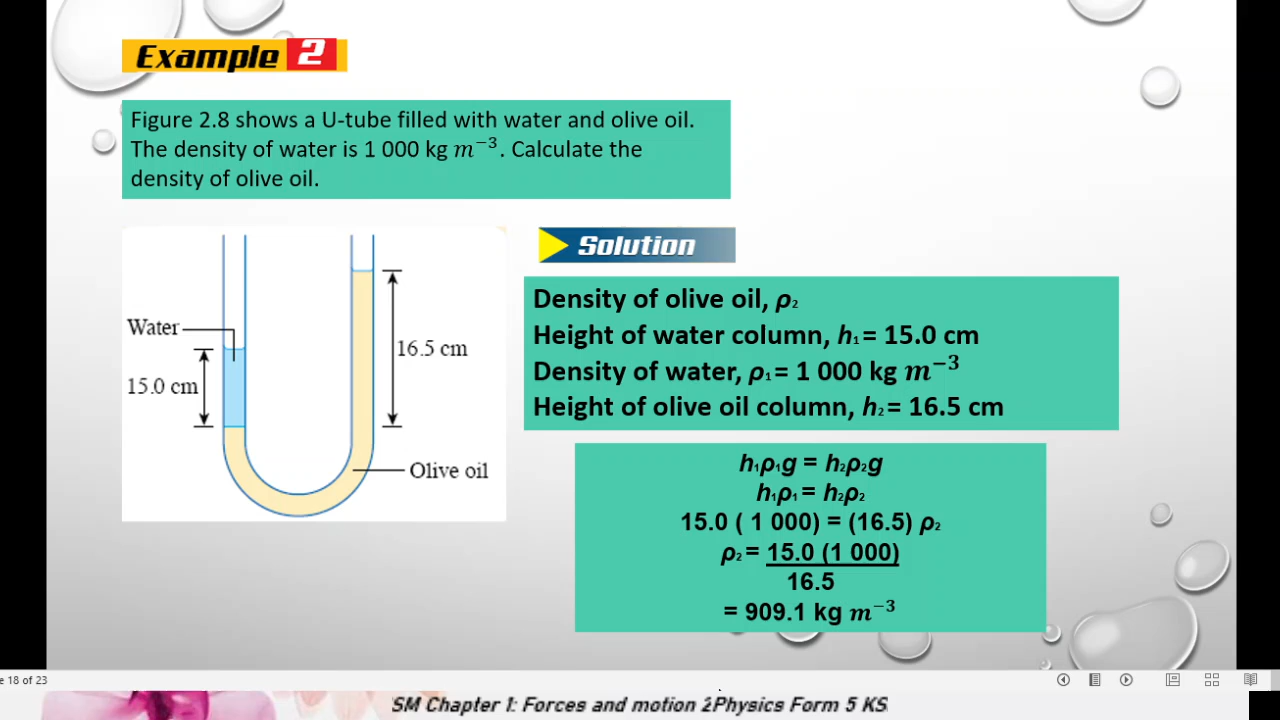 Example 2
Figure 2.8 shows a U-tube filled with water and olive oil.
The density of water is 1 000 kg m⁻³. Calculate the
density of olive oil.
Water
15.0 cm
16.5 cm
Olive oil
Solution
Density of olive oil, ρ₂
Height of water column, h₁ = 15.0 cm
Density of water, ρ₁ = 1 000 kg m⁻³
Height of olive oil column, h₂ = 16.5 cm
h₁ρ₁g = h₂ρ₂g
h₁ρ₁ = h₂ρ₂
15.0 ( 1 000) = (16.5) ρ₂
ρ₂ = 15.0 (1 000)
16.5
= 909.1 kg m⁻³
e 18 of 23
SM Chapter 1: Forces and motion 2Physics Form 5 KS